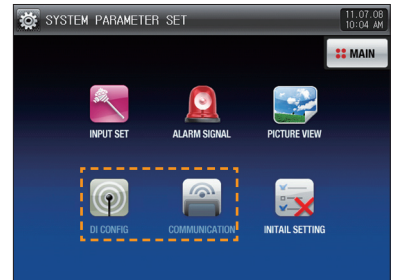 SYSTEM PARAMETER SET
11.07.08
10:04 AM
MAIN
INPUT SET
ALARM SIGNAL
PICTURE VIEW
DI CONFIG
COMMUNICATION
INITAIL SETTING